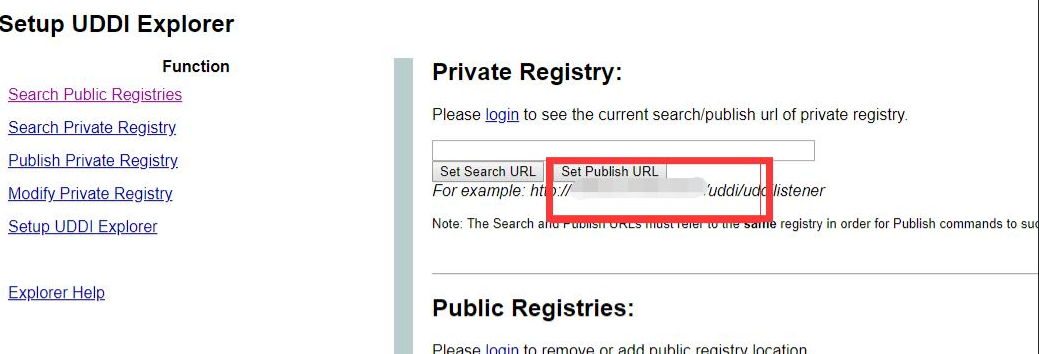 Setup UDDI Explorer
Function
Search Public Registries
Search Private Registry
Publish Private Registry
Modify Private Registry
Setup UDDI Explorer
Explorer Help
Private Registry:
Please login to see the current search/publish url of private registry.
Set Search URL Set Publish URL
For example: http:// /uddi/uddilistener
Note: The Search and Publish URLs must refer to the same registry in order for Publish commands to suc
Public Registries:
Please login to remove or add public registry location